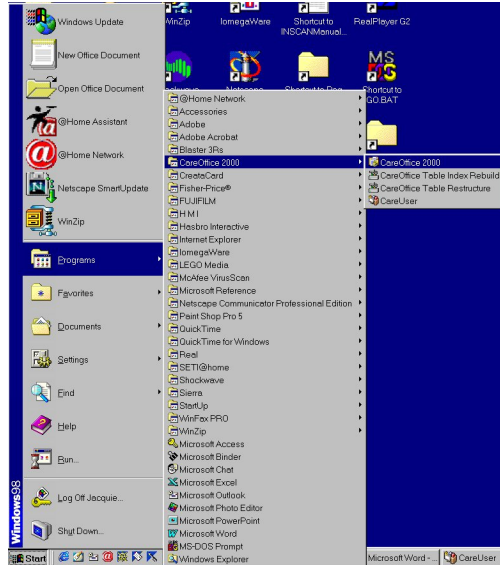 Windows Update
New Office Document
Open Office Document
@Home Assistant
@Home Network
Netscape SmartUpdate
WinZip
Programs
Favorites
Documents
Settings
Find
Help
Run...
Log Off Jacquie...
Shut Down...
Windows98
Start
WinZip
IomegaWare
Shortcut to
INSCANManual...
RealPlayer G2
Netscape
Shortcut to
GO.BAT
@Home Network
Accessories
Adobe
Adobe Acrobat
Blaster 3Rs
CareOffice 2000
CreataCard
Fisher-Price®
FUJIFILM
H M I
Hasbro Interactive
Internet Explorer
IomegaWare
LEGO Media
McAfee VirusScan
Microsoft Reference
Netscape Communicator Professional Edition
Paint Shop Pro 5
QuickTime
QuickTime for Windows
Real
SETI@home
Shockwave
Sierra
StartUp
WinFax PRO
WinZip
Microsoft Access
Microsoft Binder
Microsoft Chat
Microsoft Excel
Microsoft Outlook
Microsoft Photo Editor
Microsoft PowerPoint
Microsoft Word
MS-DOS Prompt
Windows Explorer
CareOffice 2000
CareOffice Table Index Rebuild
CareOffice Table Restructure
CareUser
Microsoft Word -...
CareUser